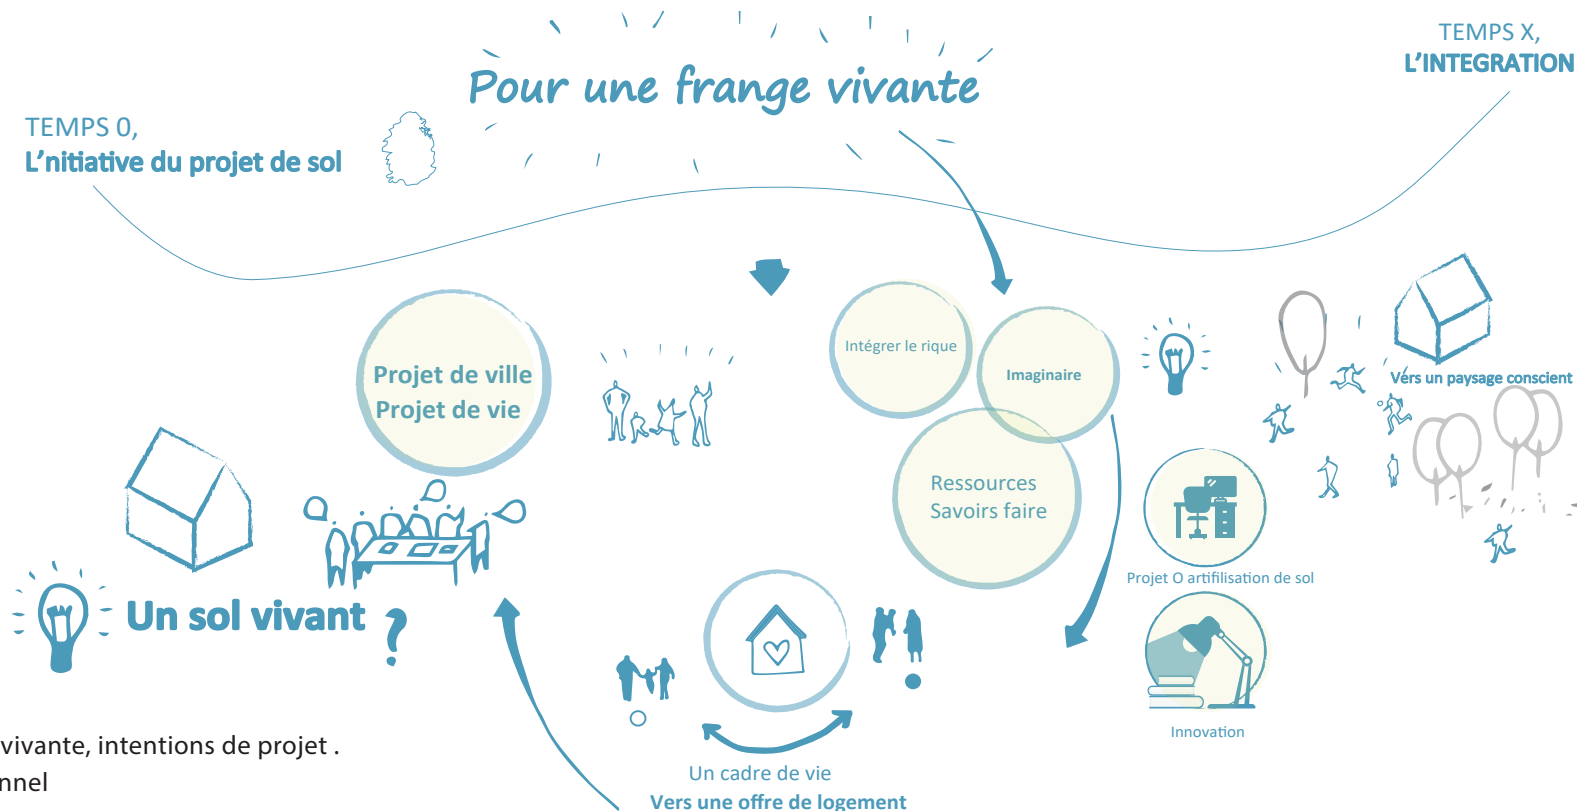 Pour une frange vivante
TEMPS X,
L'INTEGRATION
TEMPS 0,
L'nitiative du projet de sol
Projet de ville
Projet de vie
Intégrer le rique
Imaginaire
Vers un paysage conscient
Ressources
Savoirs faire
Projet O artifilisation de sol
Un sol vivant ?
Innovation
vivante, intentions de projet .
nnel
Un cadre de vie
Vers une offre de logement